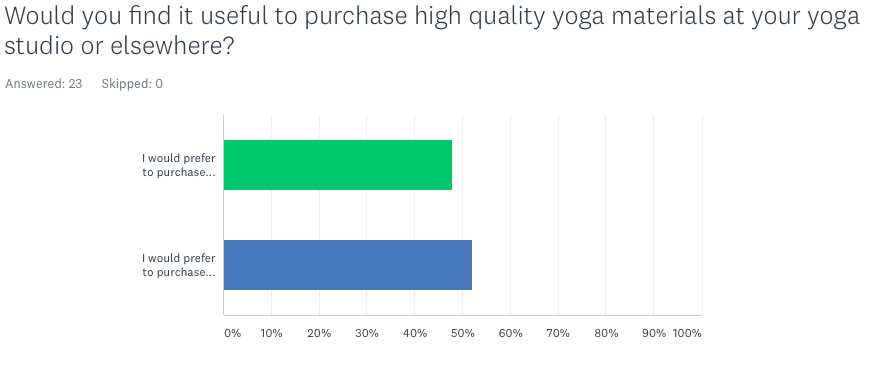 Would you find it useful to purchase high quality yoga materials at your yoga
studio or elsewhere?
Answered: 23 Skipped: 0
I would prefer
to purchase...
I would prefer
to purchase...
0% 10% 20% 30% 40% 50% 60% 70% 80% 90% 100%